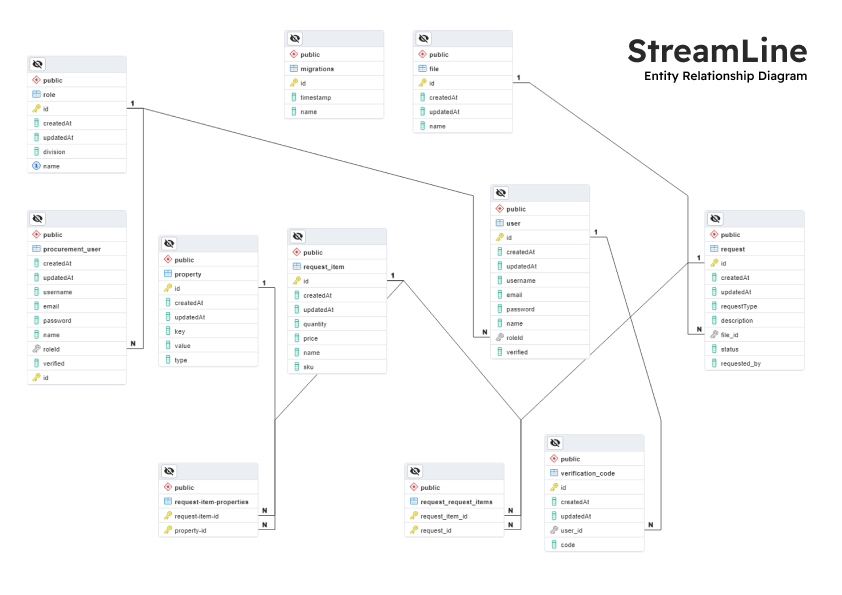 StreamLine
Entity Relationship Diagram
public
role
id
createdAt
updatedAt
division
name
1
public
migrations
id
timestamp
name
public
file
id
createdAt
updatedAt
name
1
public
procurement_user
createdAt
updatedAt
username
email
password
name
roleId
verified
id
N
public
property
id
createdAt
updatedAt
key
value
type
1
public
request_item
id
createdAt
updatedAt
quantity
price
name
sku
1
public
user
id
createdAt
updatedAt
username
email
password
name
roleId
verified
1
N
public
request
id
createdAt
updatedAt
requestType
description
file_id
status
requested_by
1
N
public
request-item-properties
request-item-id
property-id
N
N
public
request_request_items
request_item_id
request_id
N
N
public
verification_code
id
createdAt
updatedAt
user_id
code
N